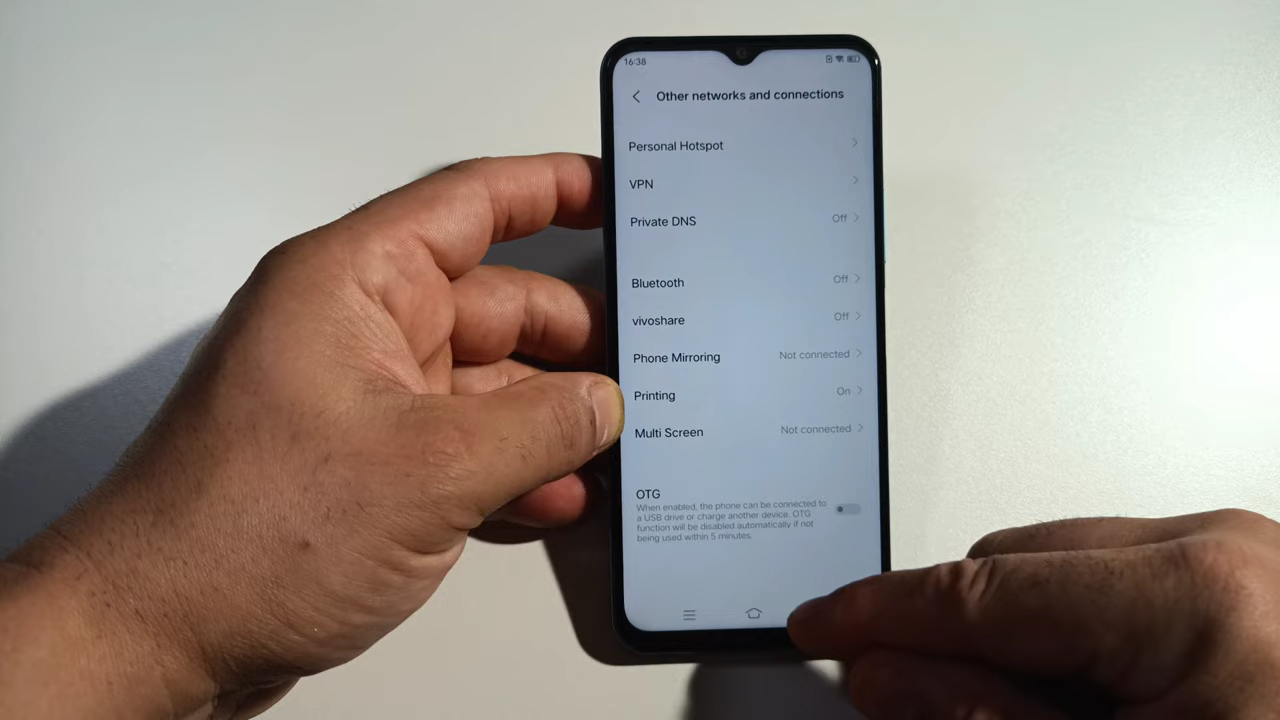 16:38
Other networks and connections
Personal Hotspot
VPN
Private DNS Off
Bluetooth Off
vivoshare Off
Phone Mirroring Not connected
Printing On
Multi Screen Not connected
OTG
When enabled, the phone can be connected to
a USB drive or charge another device. OTG
function will be disabled automatically if not
being used within 5 minutes.